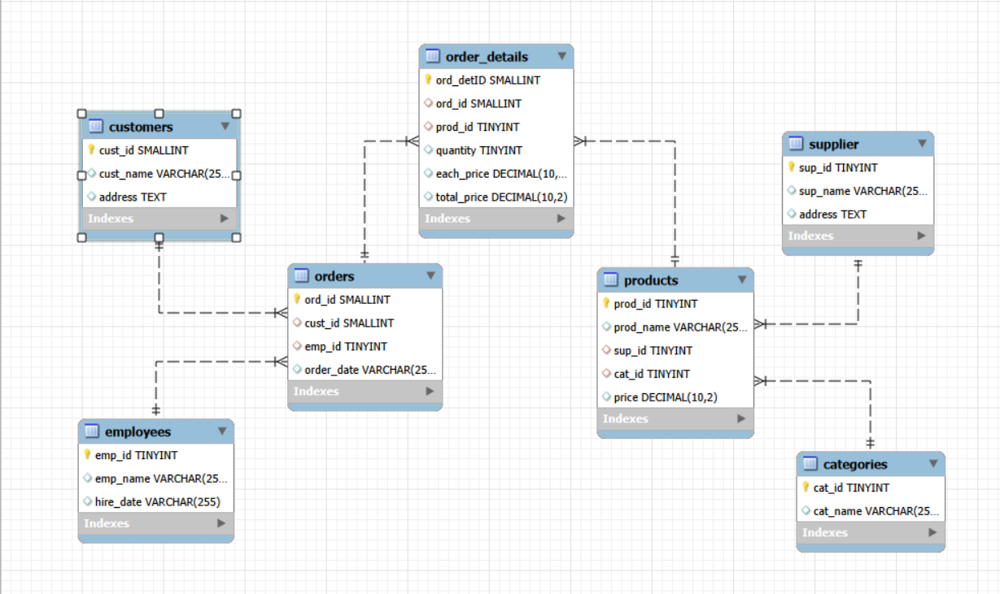 order_details
ord_detID SMALLINT
ord_id SMALLINT
prod_id TINYINT
quantity TINYINT
each_price DECIMAL(10,...
total_price DECIMAL(10,2)
Indexes
customers
cust_id SMALLINT
cust_name VARCHAR(25...
address TEXT
Indexes
supplier
sup_id TINYINT
sup_name VARCHAR(25...
address TEXT
Indexes
orders
ord_id SMALLINT
cust_id SMALLINT
emp_id TINYINT
order_date VARCHAR(25...
Indexes
products
prod_id TINYINT
prod_name VARCHAR(25...
sup_id TINYINT
cat_id TINYINT
price DECIMAL(10,2)
Indexes
employees
emp_id TINYINT
emp_name VARCHAR(25...
hire_date VARCHAR(255)
Indexes
categories
cat_id TINYINT
cat_name VARCHAR(25...
Indexes